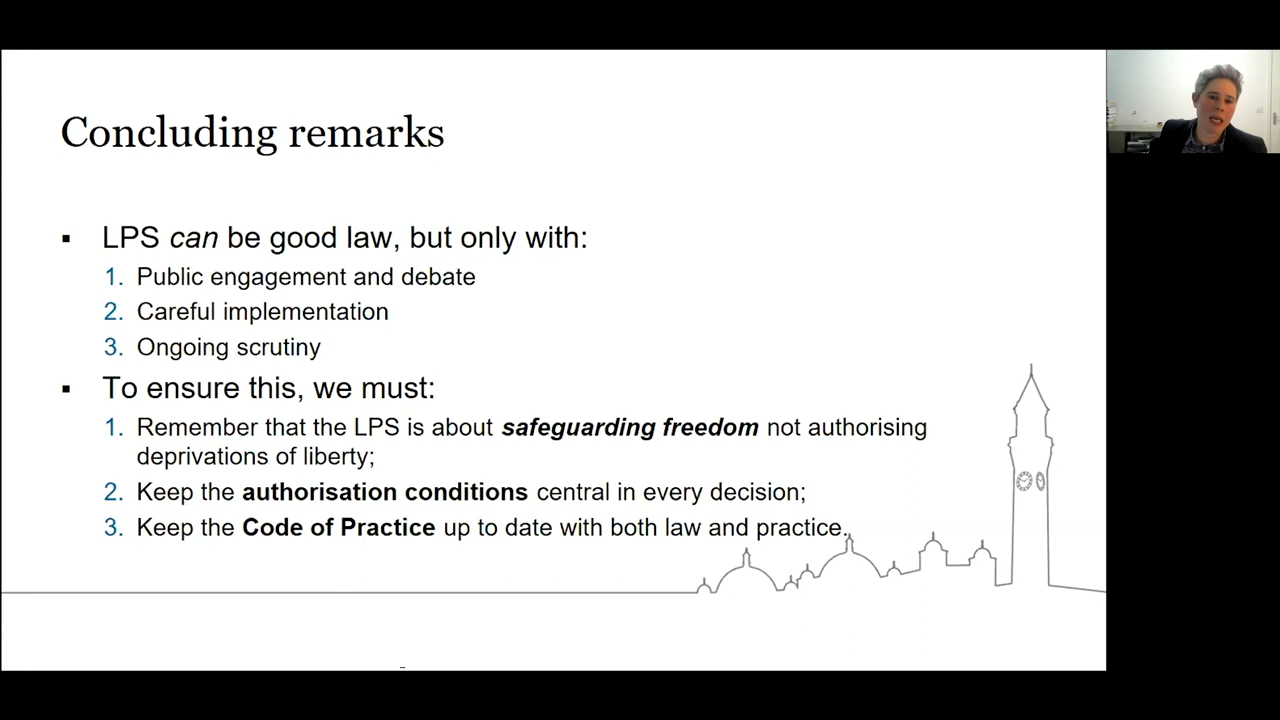 Concluding remarks
▪ LPS can be good law, but only with:
1. Public engagement and debate
2. Careful implementation
3. Ongoing scrutiny
▪ To ensure this, we must:
1. Remember that the LPS is about safeguarding freedom not authorising
deprivations of liberty;
2. Keep the authorisation conditions central in every decision;
3. Keep the Code of Practice up to date with both law and practice.